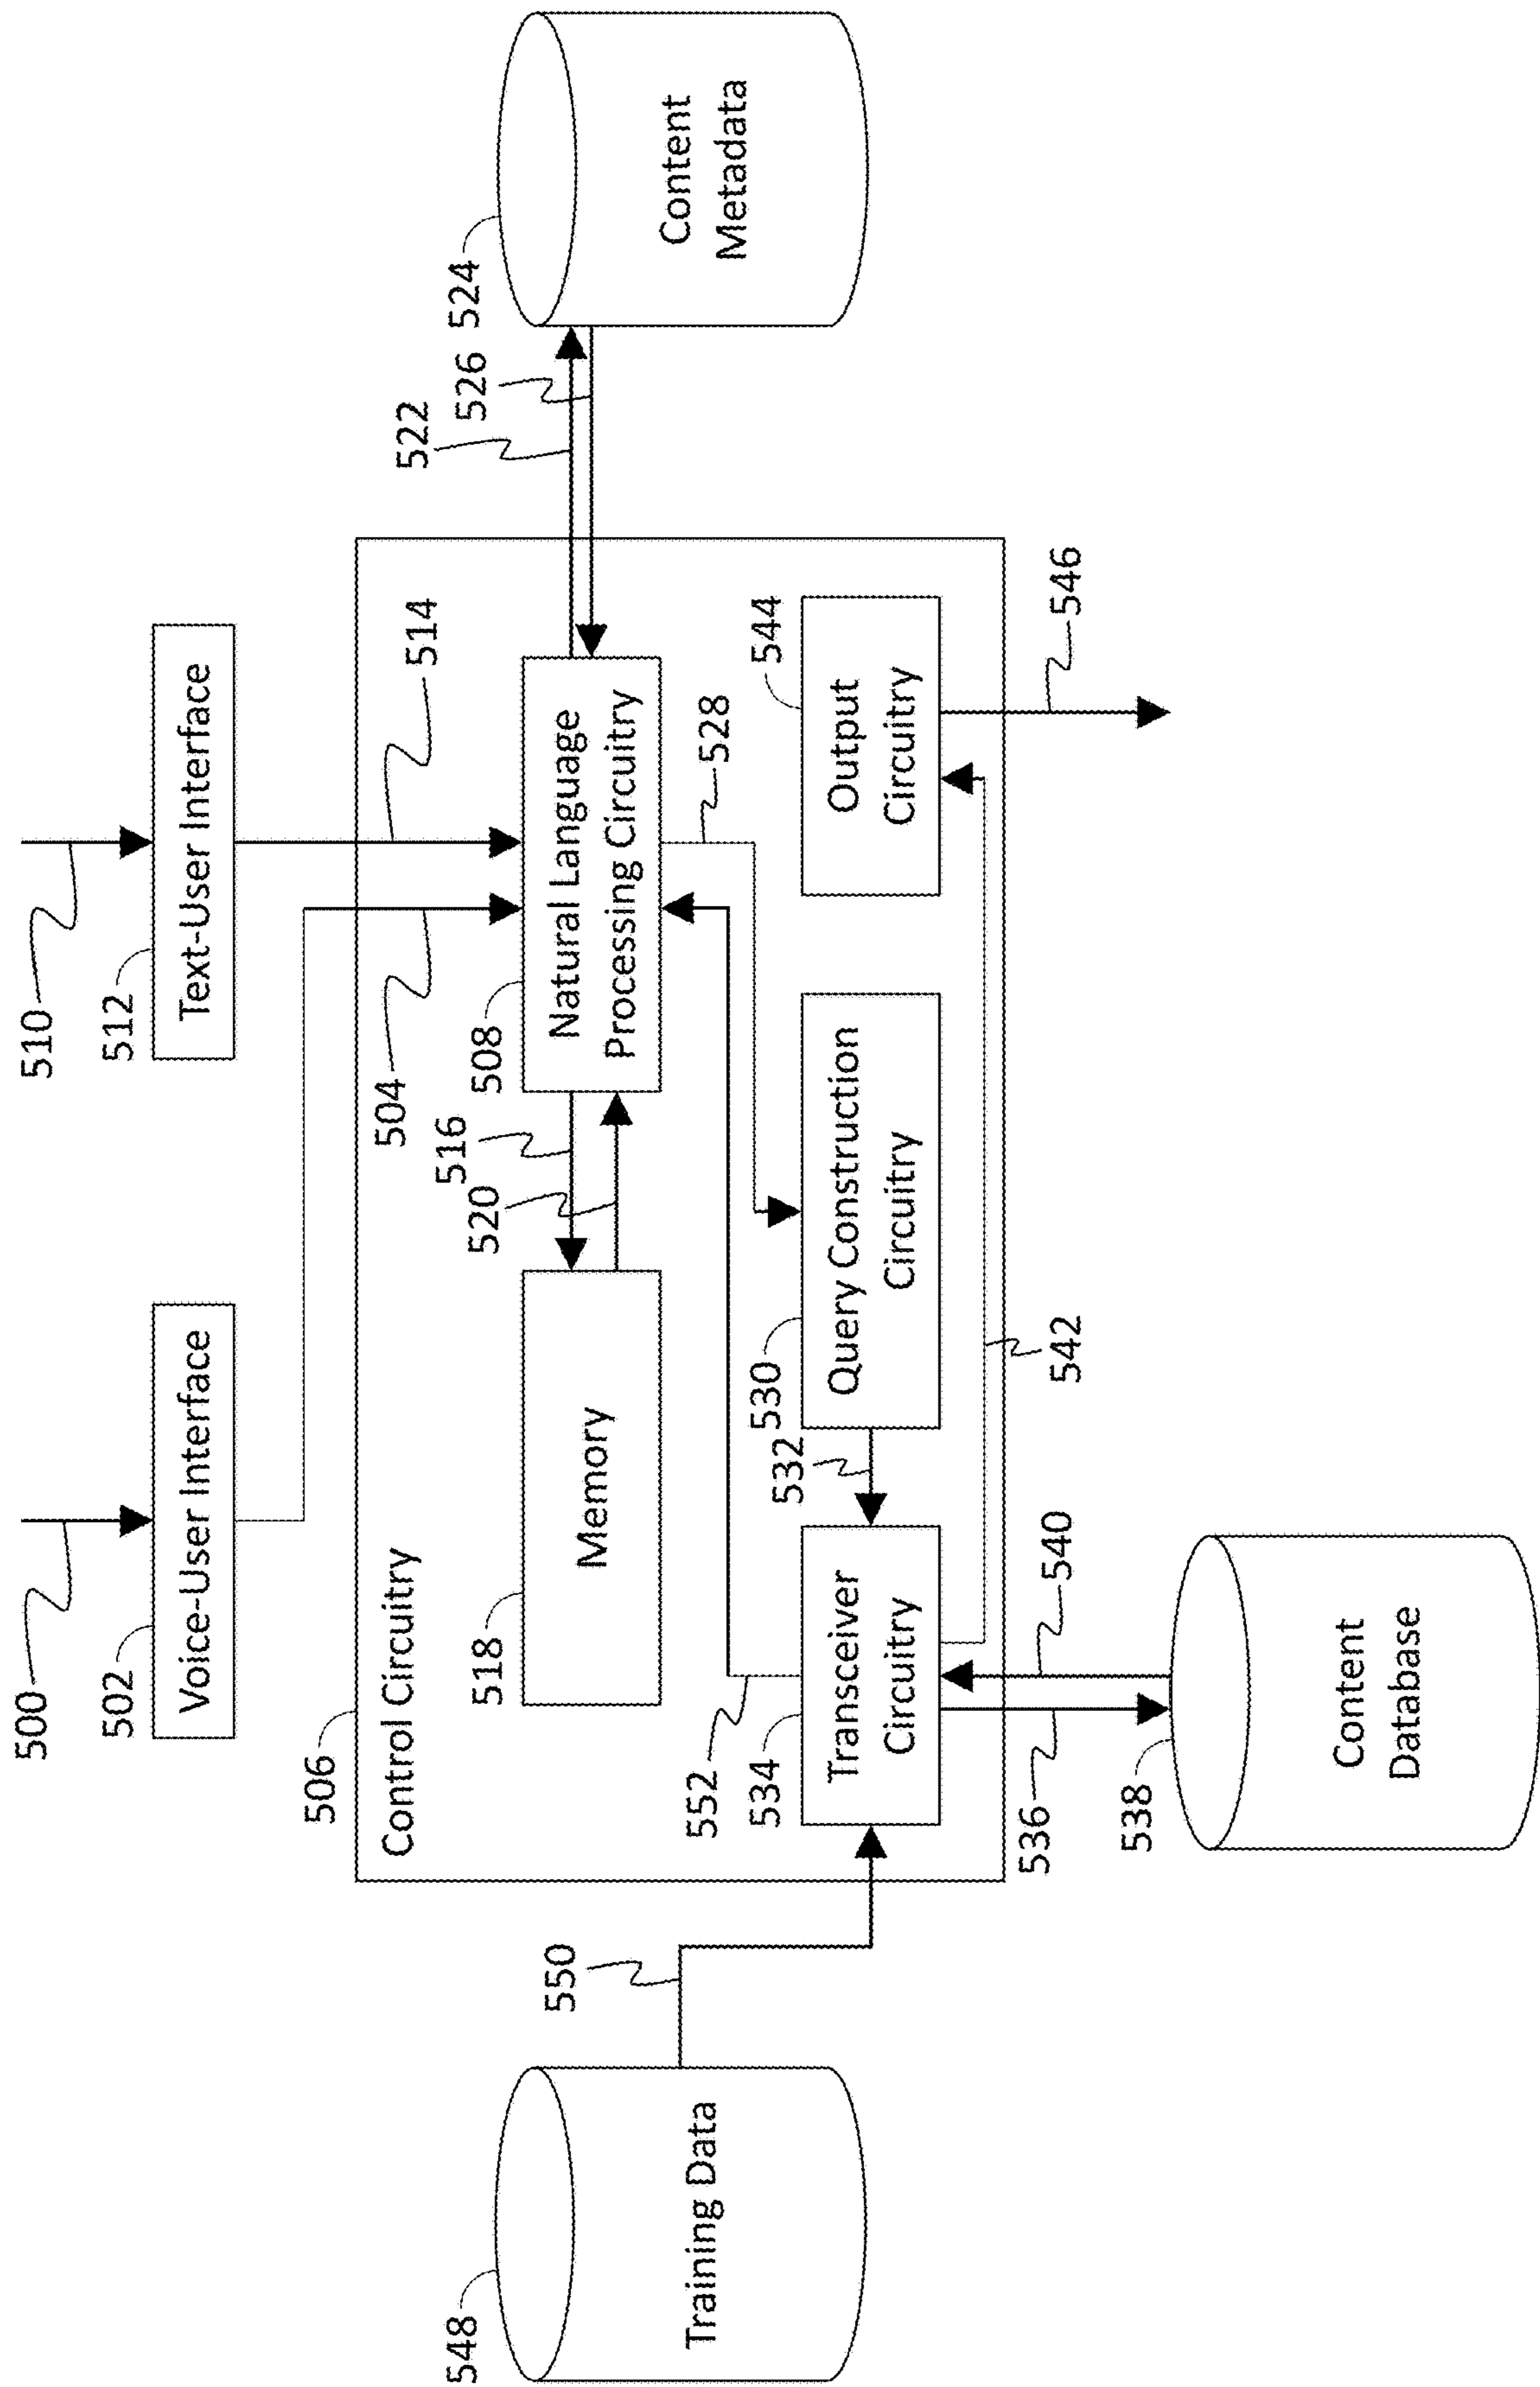 500
502
Voice-User Interface
510
512
Text-User Interface
506
Control Circuitry
504
514
518
Memory
516
520
508
Natural Language
Processing Circuitry
522
526
524
Content
Metadata
548
Training Data
550
552
534
Transceiver
Circuitry
532
530
Query Construction
Circuitry
528
544
Output
Circuitry
546
542
536
540
538
Content
Database